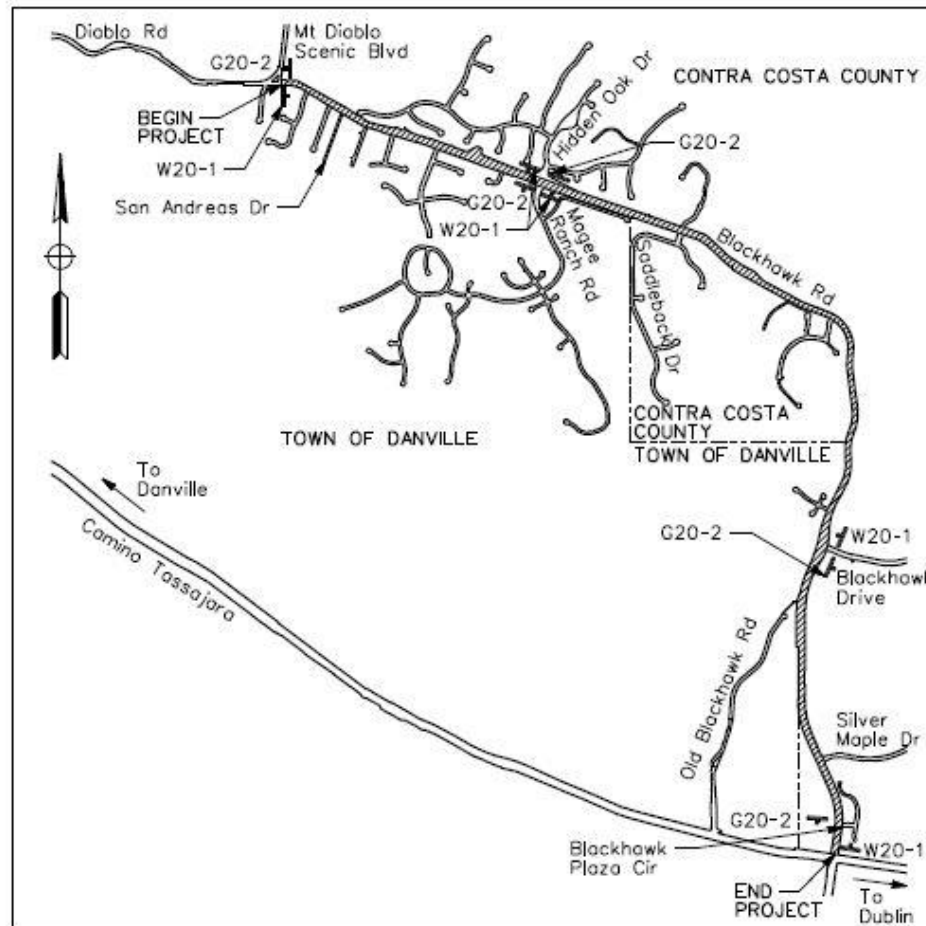 Diablo Rd
Mt Diablo
Scenic Blvd
G20-2
BEGIN
PROJECT
W20-1
San Andreas Dr
Hidden Oak Dr
CONTRA COSTA COUNTY
G20-2
G20-2
W20-1
Magee
Ranch Rd
Saddleback Dr
Blackhawk Rd
TOWN OF DANVILLE
CONTRA COSTA
COUNTY
TOWN OF DANVILLE
To
Danville
Camino Tassajara
G20-2
W20-1
Blackhawk
Drive
Old Blackhawk Rd
Silver
Maple Dr
G20-2
Blackhawk
Plaza Cir
W20-1
END
PROJECT
To
Dublin